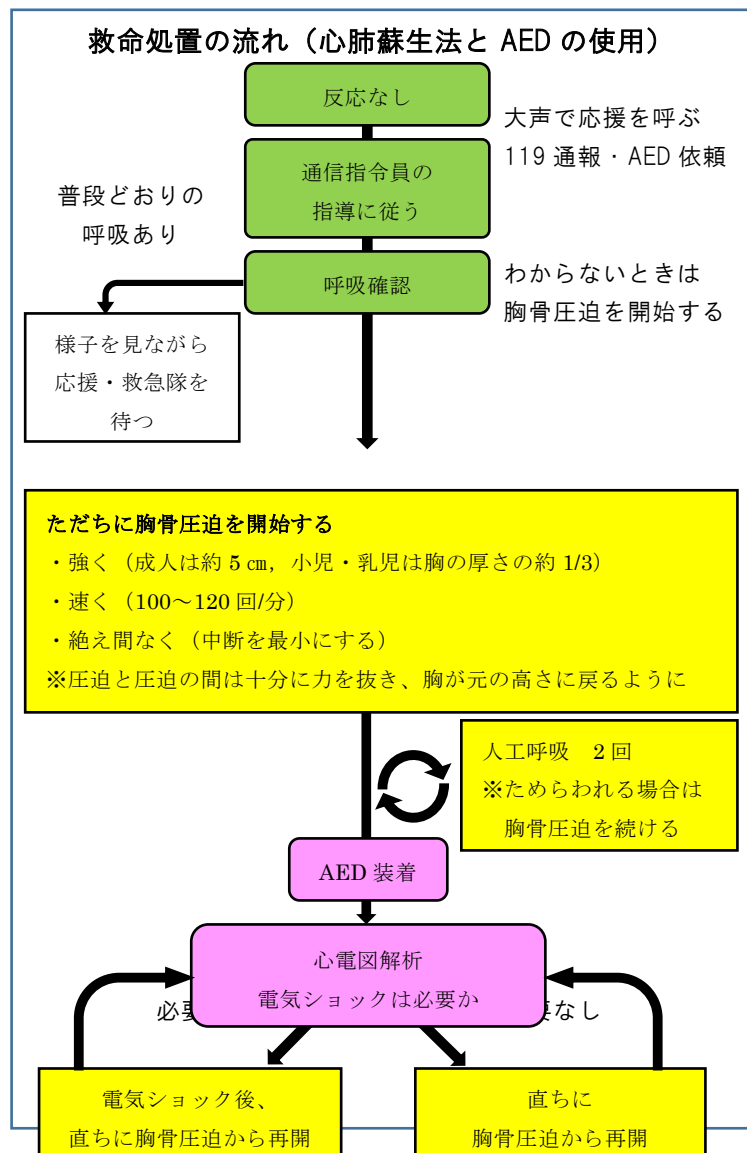 救命処置の流れ（心肺蘇生法と AED の使用）
反応なし
大声で応援を呼ぶ
119 通報・AED 依頼
通信指令員の
指導に従う
普段どおりの
呼吸あり
呼吸確認
わからないときは
胸骨圧迫を開始する
様子を見ながら
応援・救急隊を
待つ
ただちに胸骨圧迫を開始する
・強く（成人は約 5 ㎝，小児・乳児は胸の厚さの約 1/3）
・速く（100～120 回/分）
・絶え間なく（中断を最小にする）
※圧迫と圧迫の間は十分に力を抜き、胸が元の高さに戻るように
人工呼吸　2 回
※ためらわれる場合は
胸骨圧迫を続ける
AED 装着
心電図解析
電気ショックは必要か
必要
なし
電気ショック後、
直ちに胸骨圧迫から再開
直ちに
胸骨圧迫から再開